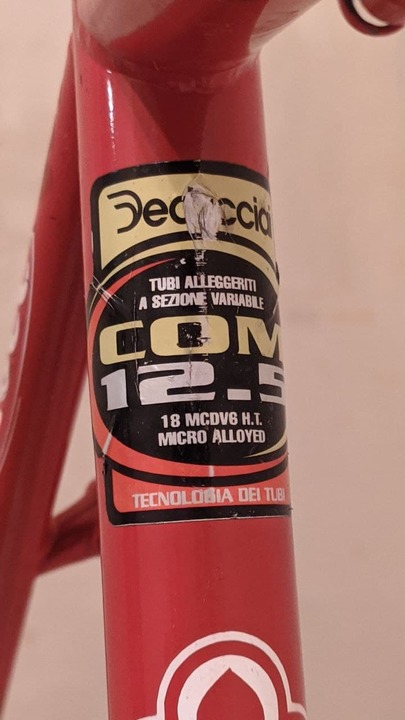 Dedaccia
TUBI ALLEGGERITI
A SEZIONE VARIABILE
COM
12.5
18 MCDV6 H.T.
MICRO ALLOYED
TECNOLOGIA DEI TUBI